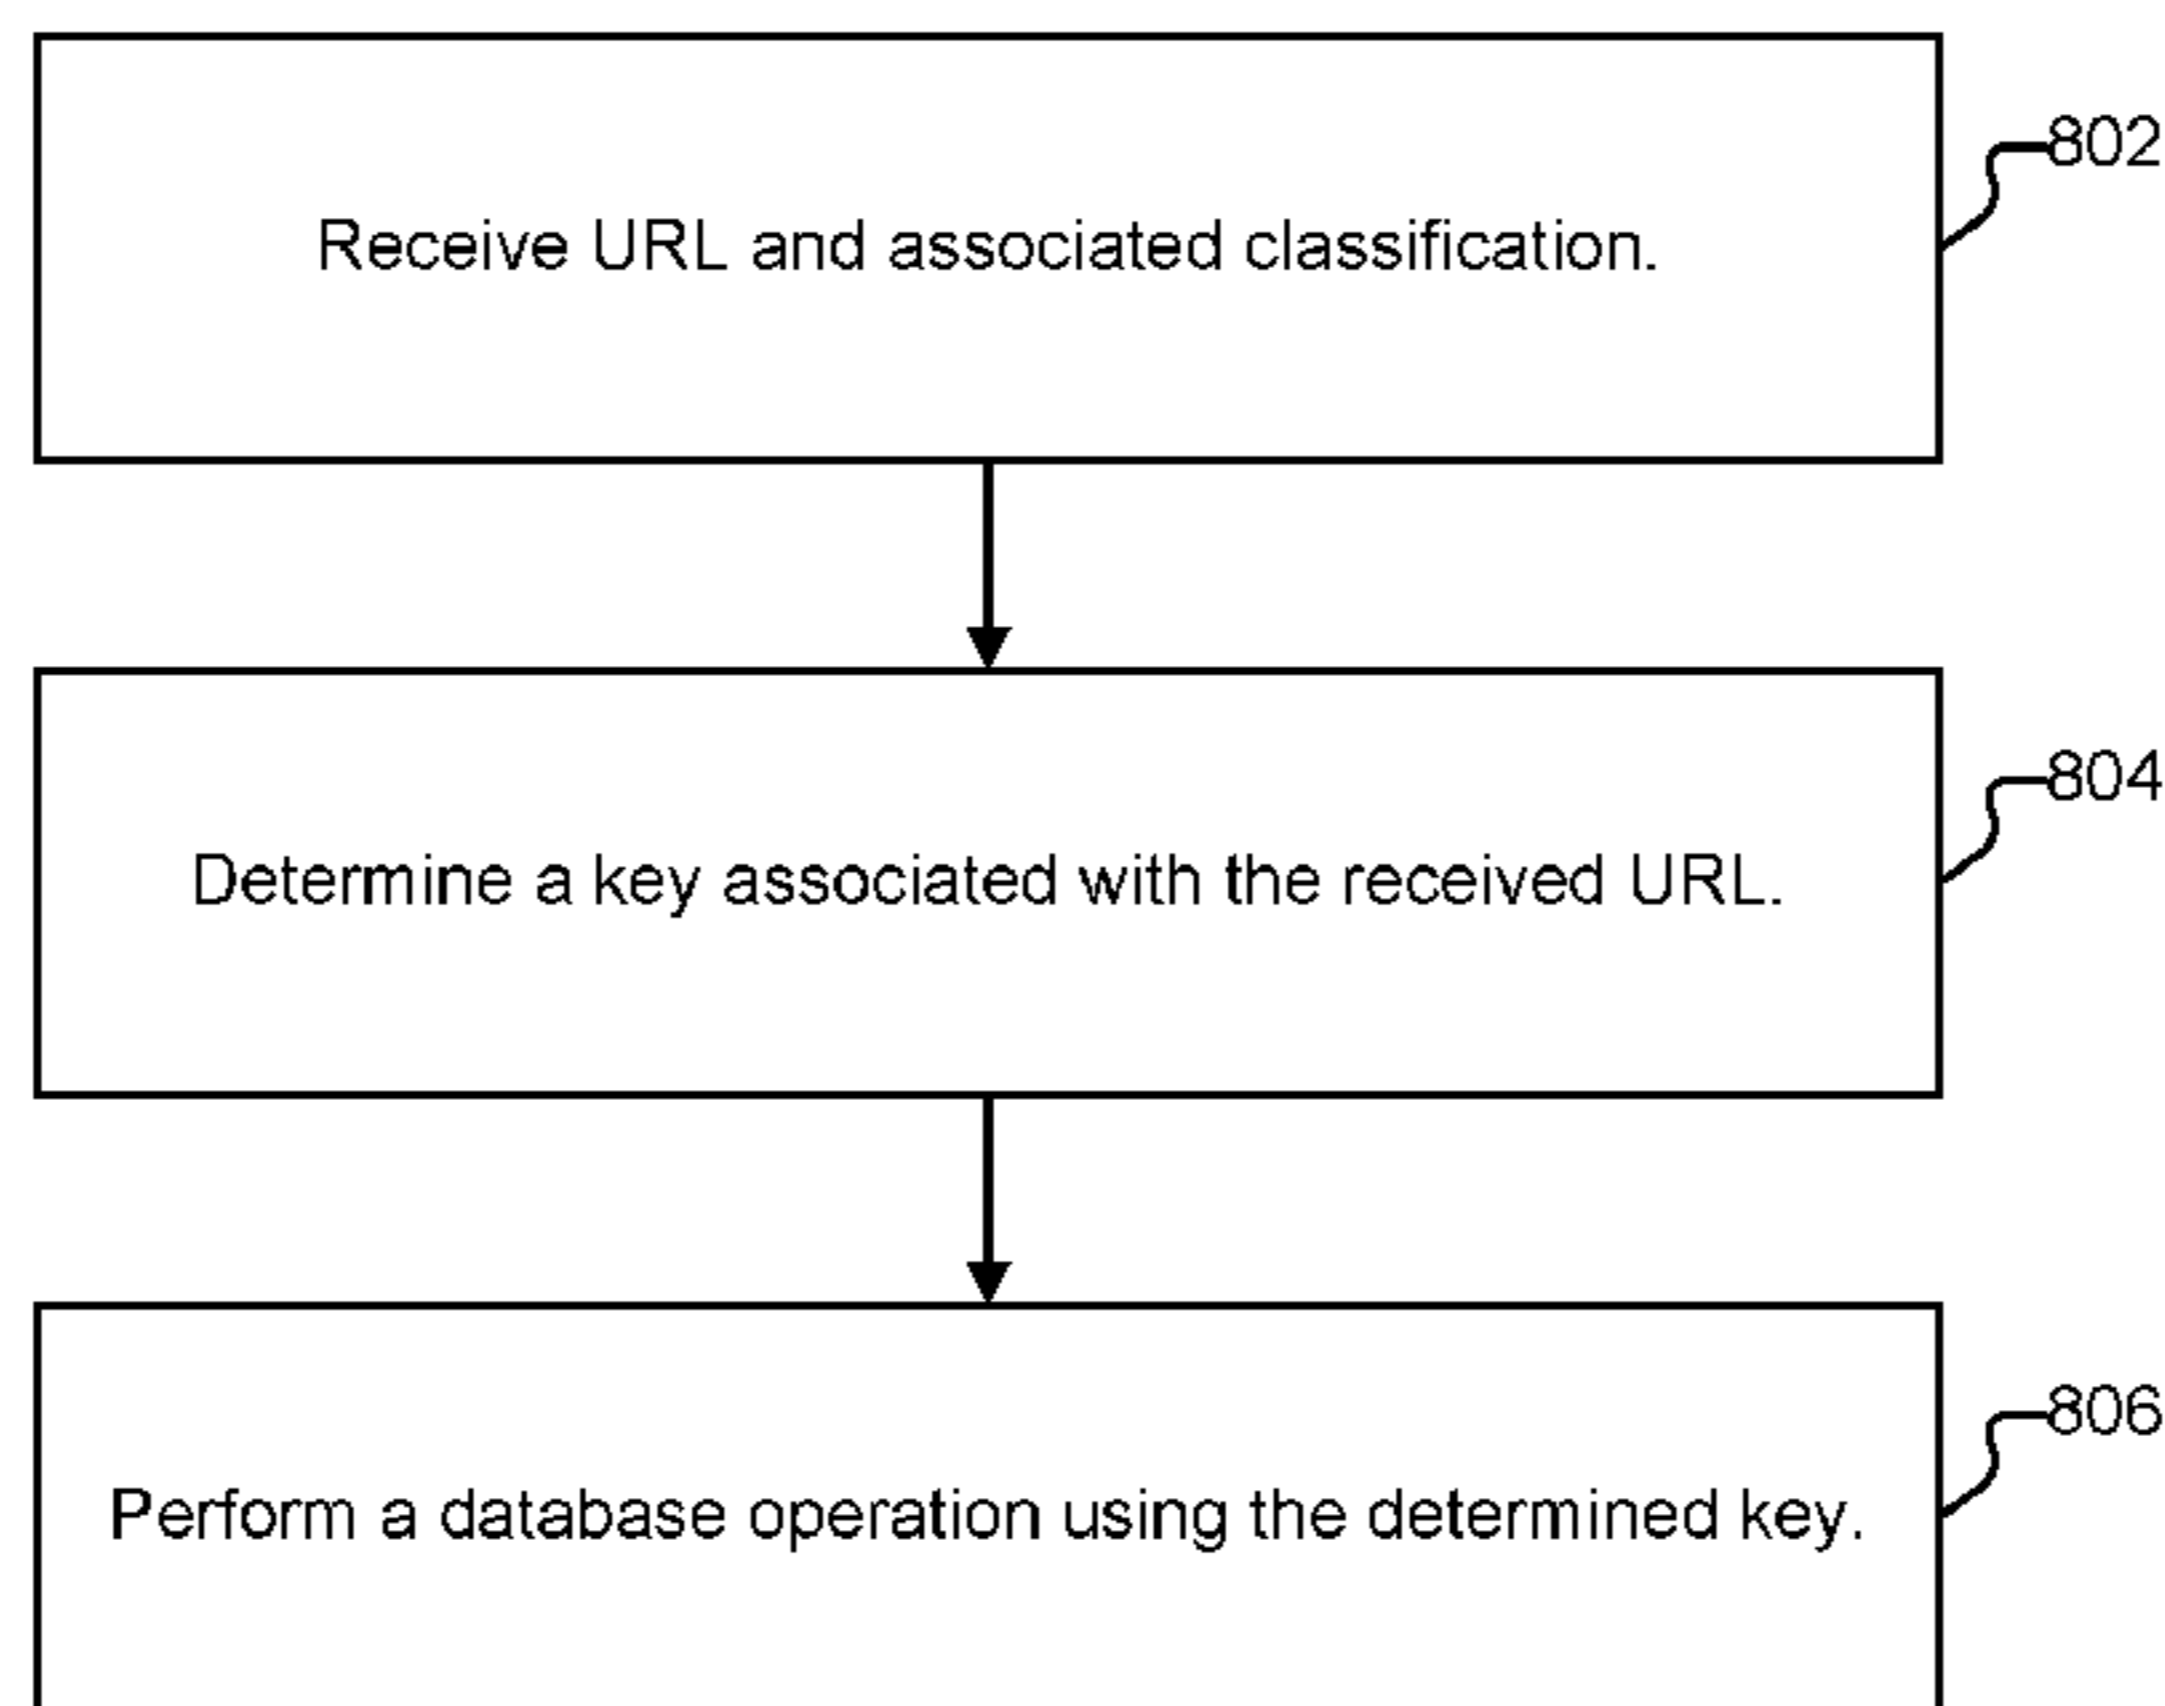 802
Receive URL and associated classification.
804
Determine a key associated with the received URL.
806
Perform a database operation using the determined key.